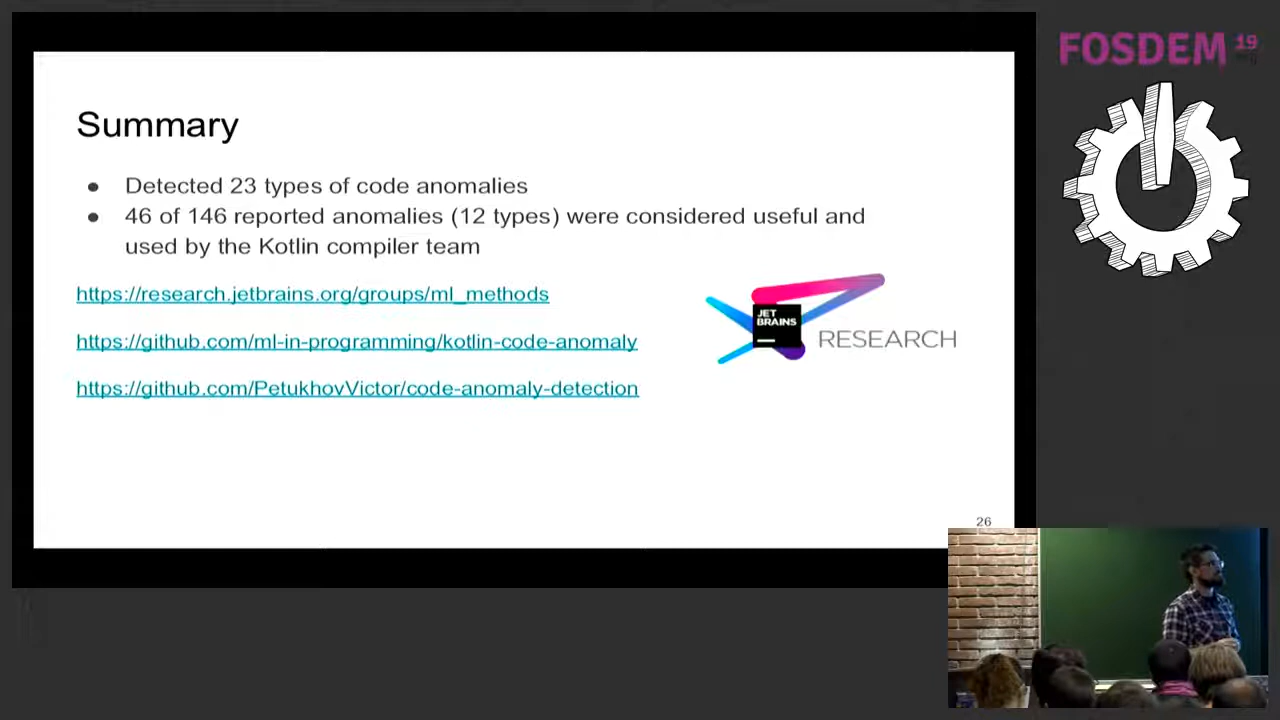 FOSDEM 19
Summary
● Detected 23 types of code anomalies
● 46 of 146 reported anomalies (12 types) were considered useful and
used by the Kotlin compiler team
https://research.jetbrains.org/groups/ml_methods
https://github.com/ml-in-programming/kotlin-code-anomaly
https://github.com/PetukhovVictor/code-anomaly-detection
JET
BRAINS
RESEARCH
26